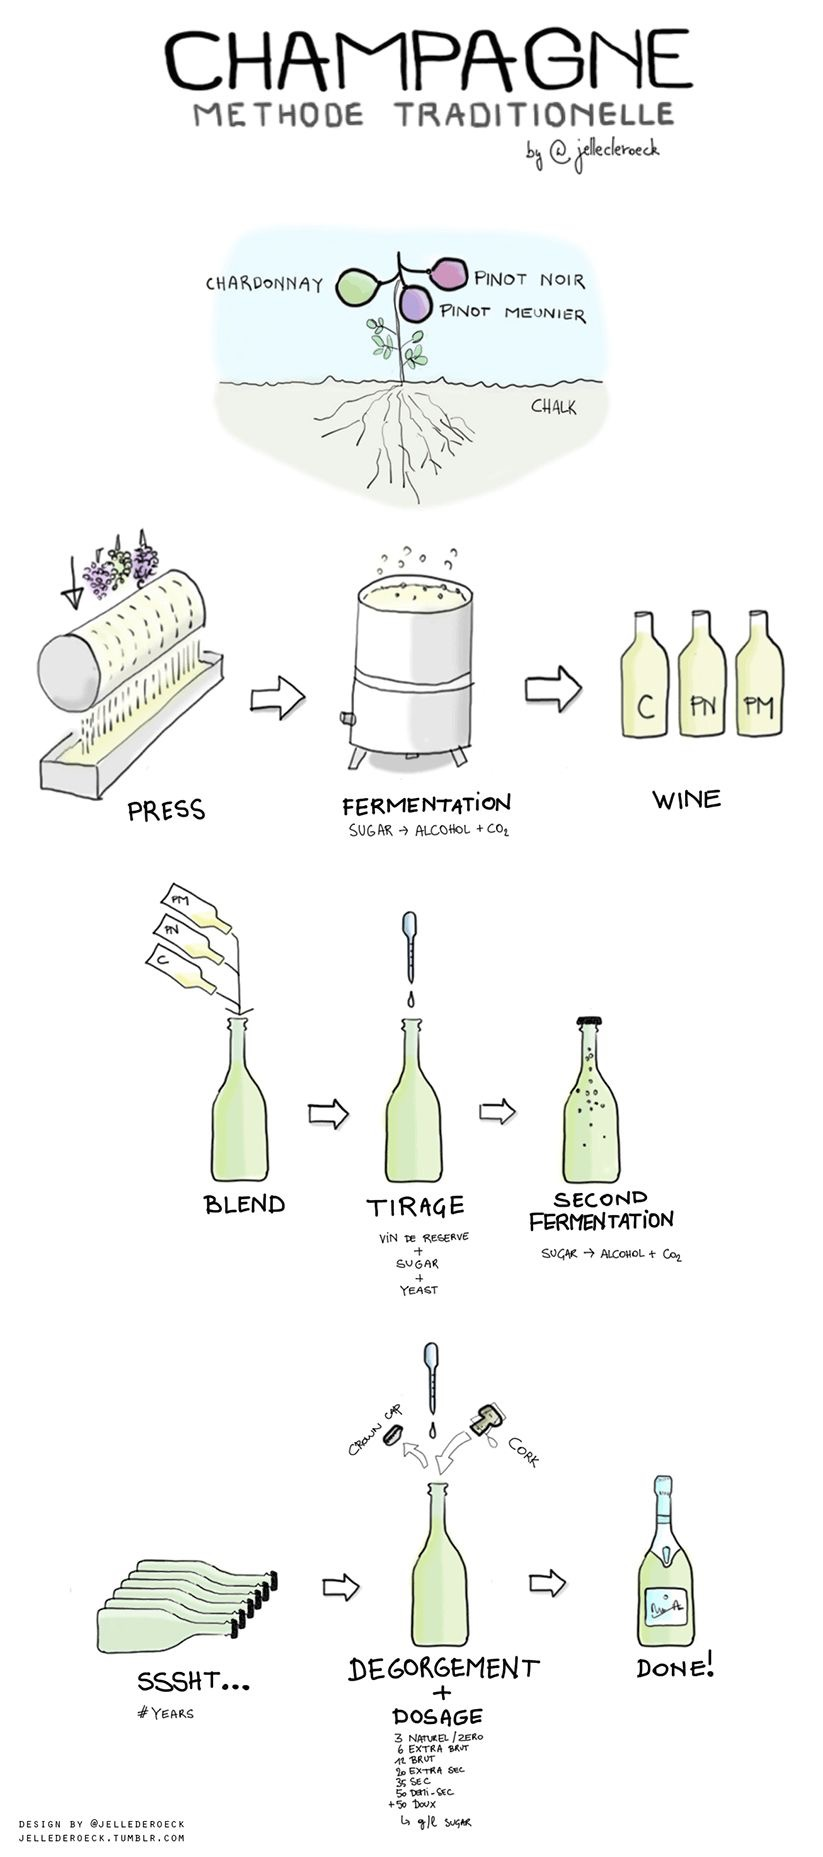 CHAMPAGNE
METHODE TRADITIONELLE
by @jellederoeck
CHARDONNAY
PINOT NOIR
PINOT MEUNIER
CHALK
C
PN
PM
PRESS
FERMENTATION
SUGAR → ALCOHOL + CO2
WINE
PM
PN
C
BLEND
TIRAGE
VIN DE RESERVE
+
SUGAR
+
YEAST
SECOND
FERMENTATION
SUGAR → ALCOHOL + CO2
CROWN CAP
CORK
SSSHT...
# YEARS
DEGORGEMENT
+
DOSAGE
3 NATUREL/ZERO
6 EXTRA BRUT
12 BRUT
20 EXTRA SEC
35 SEC
50 DEMI-SEC
+50 DOUX
↳ g/l SUGAR
DONE!
DESIGN BY @JELLEDEROECK
JELLEDEROECK.TUMBLR.COM